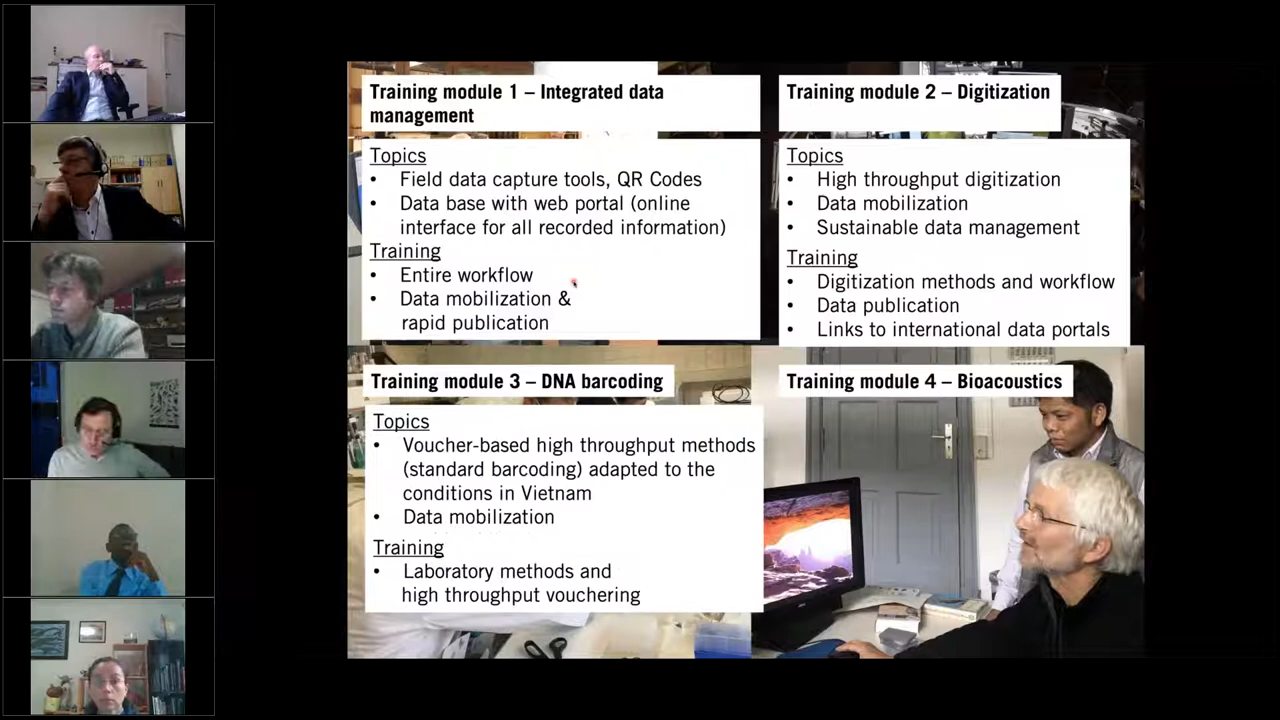 Training module 1 – Integrated data
management
Topics
• Field data capture tools, QR Codes
• Data base with web portal (online
interface for all recorded information)
Training
• Entire workflow
• Data mobilization &
rapid publication
Training module 2 – Digitization
Topics
• High throughput digitization
• Data mobilization
• Sustainable data management
Training
• Digitization methods and workflow
• Data publication
• Links to international data portals
Training module 3 – DNA barcoding
Topics
• Voucher-based high throughput methods
(standard barcoding) adapted to the
conditions in Vietnam
• Data mobilization
Training
• Laboratory methods and
high throughput vouchering
Training module 4 – Bioacoustics